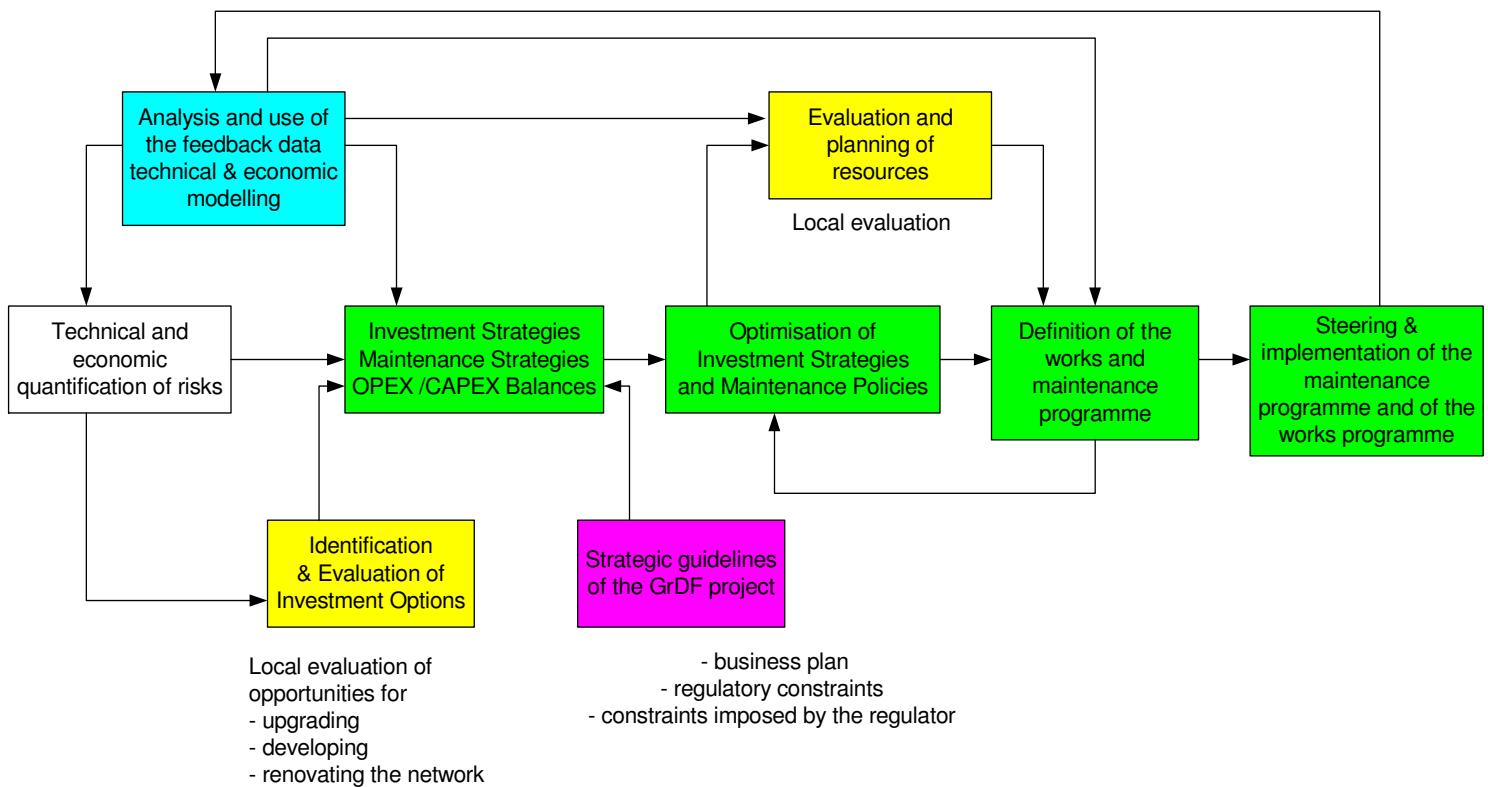 Analysis and use of
the feedback data
technical & economic
modelling
Evaluation and
planning of
resources
Local evaluation
Technical and
economic
quantification of risks
Investment Strategies
Maintenance Strategies
OPEX /CAPEX Balances
Optimisation of
Investment Strategies
and Maintenance Policies
Definition of the
works and
maintenance
programme
Steering &
implementation of the
maintenance
programme and of the
works programme
Identification
& Evaluation of
Investment Options
Strategic guidelines
of the GrDF project
Local evaluation of
opportunities for
- upgrading
- developing
- renovating the network
- business plan
- regulatory constraints
- constraints imposed by the regulator